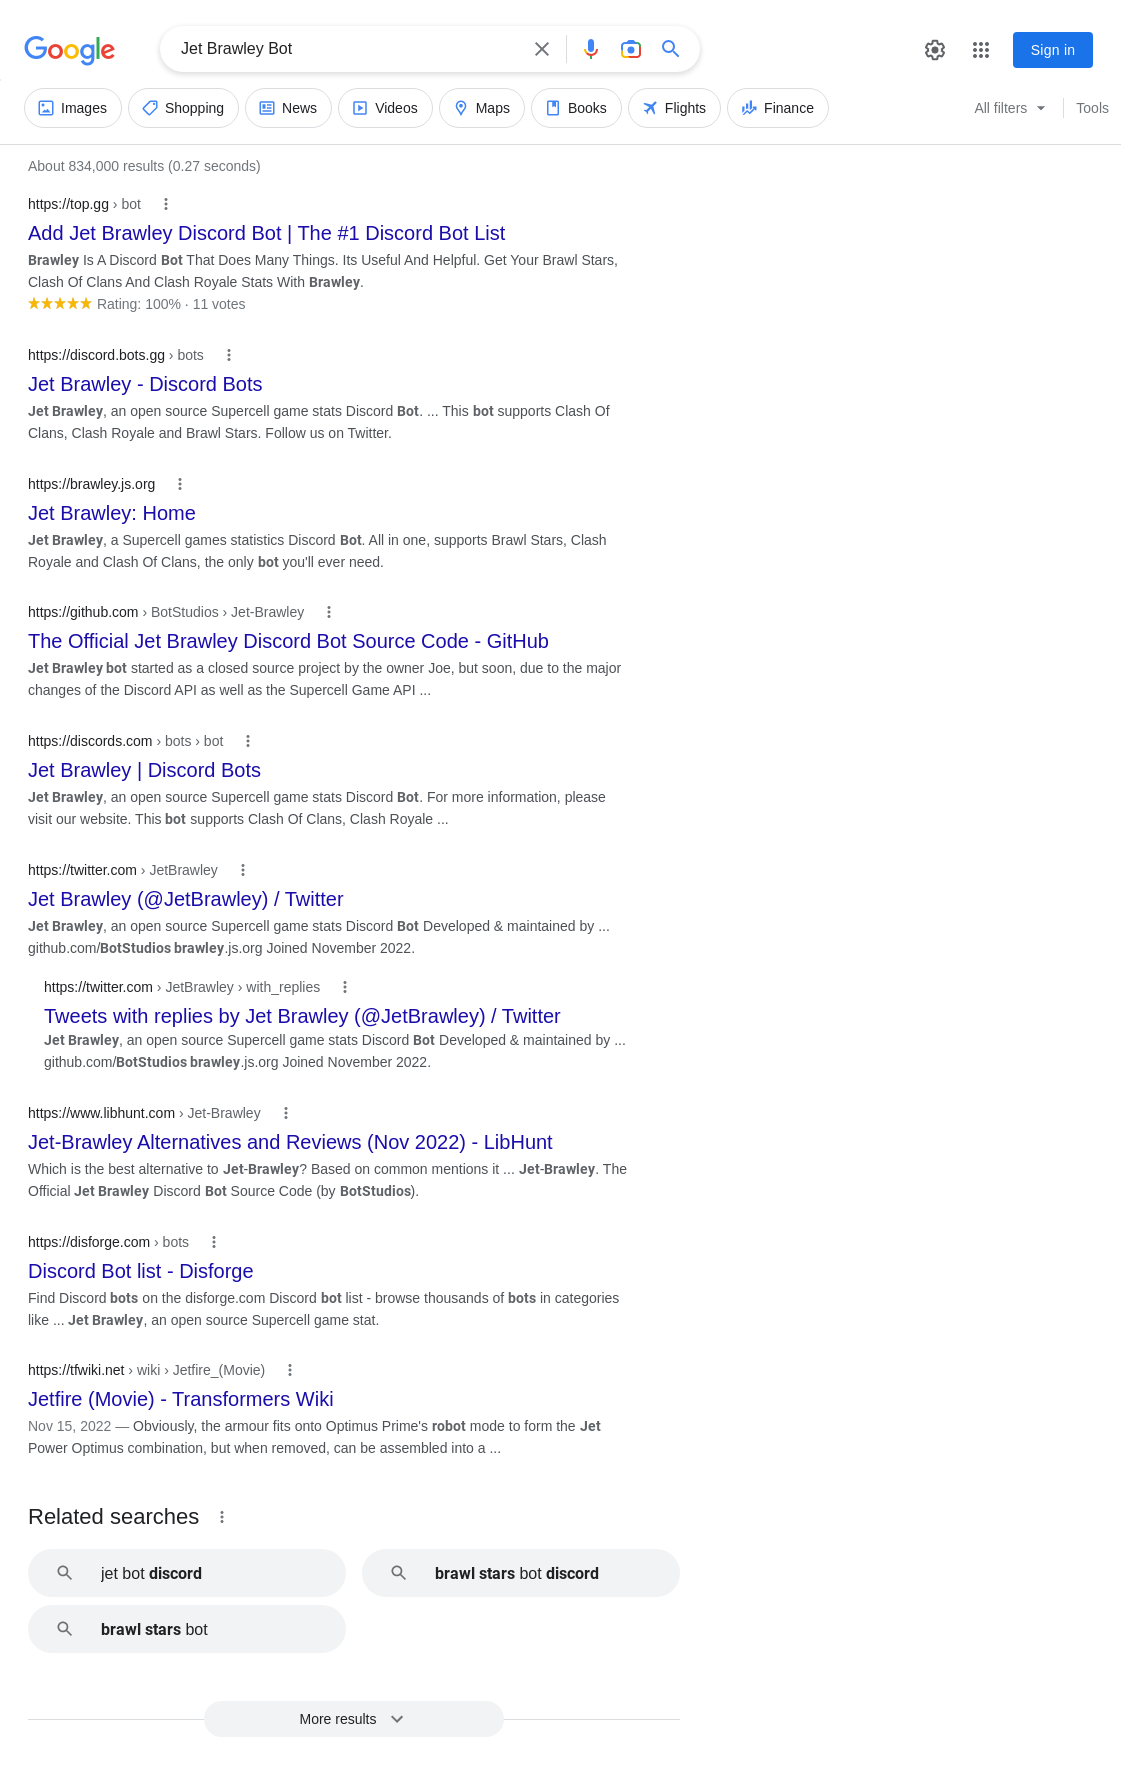 Google
Jet Brawley Bot
Sign in
Images
Shopping
News
Videos
Maps
Books
Flights
Finance
All filters
Tools
About 834,000 results (0.27 seconds)
https://top.gg › bot
Add Jet Brawley Discord Bot | The #1 Discord Bot List
Brawley Is A Discord Bot That Does Many Things. Its Useful And Helpful. Get Your Brawl Stars,
Clash Of Clans And Clash Royale Stats With Brawley.
Rating: 100% · 11 votes
https://discord.bots.gg › bots
Jet Brawley - Discord Bots
Jet Brawley, an open source Supercell game stats Discord Bot. ... This bot supports Clash Of
Clans, Clash Royale and Brawl Stars. Follow us on Twitter.
https://brawley.js.org
Jet Brawley: Home
Jet Brawley, a Supercell games statistics Discord Bot. All in one, supports Brawl Stars, Clash
Royale and Clash Of Clans, the only bot you'll ever need.
https://github.com › BotStudios › Jet-Brawley
The Official Jet Brawley Discord Bot Source Code - GitHub
Jet Brawley bot started as a closed source project by the owner Joe, but soon, due to the major
changes of the Discord API as well as the Supercell Game API ...
https://discords.com › bots › bot
Jet Brawley | Discord Bots
Jet Brawley, an open source Supercell game stats Discord Bot. For more information, please
visit our website. This bot supports Clash Of Clans, Clash Royale ...
https://twitter.com › JetBrawley
Jet Brawley (@JetBrawley) / Twitter
Jet Brawley, an open source Supercell game stats Discord Bot Developed & maintained by ...
github.com/BotStudios brawley.js.org Joined November 2022.
https://twitter.com › JetBrawley › with_replies
Tweets with replies by Jet Brawley (@JetBrawley) / Twitter
Jet Brawley, an open source Supercell game stats Discord Bot Developed & maintained by ...
github.com/BotStudios brawley.js.org Joined November 2022.
https://www.libhunt.com › Jet-Brawley
Jet-Brawley Alternatives and Reviews (Nov 2022) - LibHunt
Which is the best alternative to Jet-Brawley? Based on common mentions it ... Jet-Brawley. The
Official Jet Brawley Discord Bot Source Code (by BotStudios).
https://disforge.com › bots
Discord Bot list - Disforge
Find Discord bots on the disforge.com Discord bot list - browse thousands of bots in categories
like ... Jet Brawley, an open source Supercell game stat.
https://tfwiki.net › wiki › Jetfire_(Movie)
Jetfire (Movie) - Transformers Wiki
Nov 15, 2022 — Obviously, the armour fits onto Optimus Prime's robot mode to form the Jet
Power Optimus combination, but when removed, can be assembled into a ...
Related searches
jet bot discord
brawl stars bot discord
brawl stars bot
More results